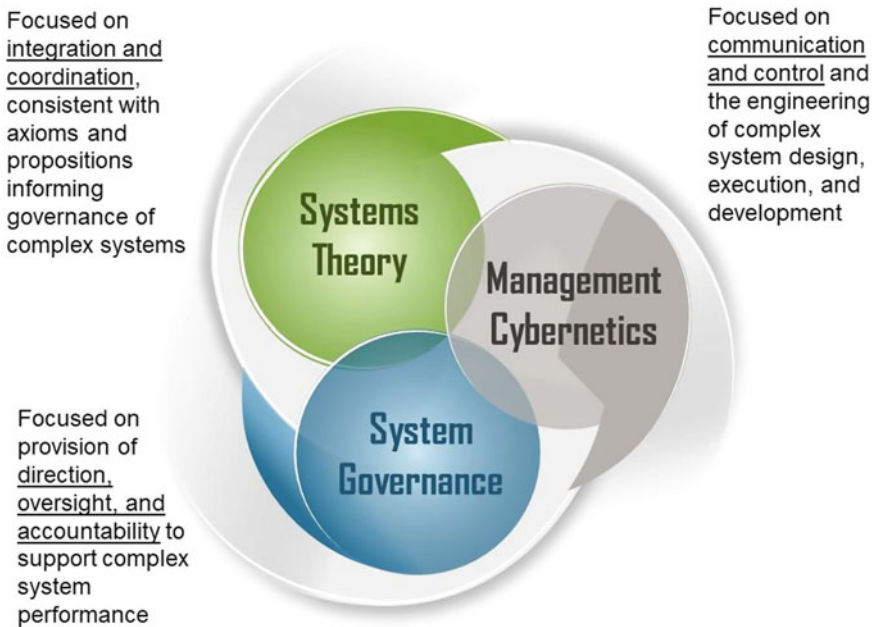 Focused on
integration and
coordination,
consistent with
axioms and
propositions
informing
governance of
complex systems
Focused on
communication
and control and
the engineering
of complex
system design,
execution, and
development
Systems
Theory
Management
Cybernetics
System
Governance
Focused on
provision of
direction,
oversight, and
accountability to
support complex
system
performance